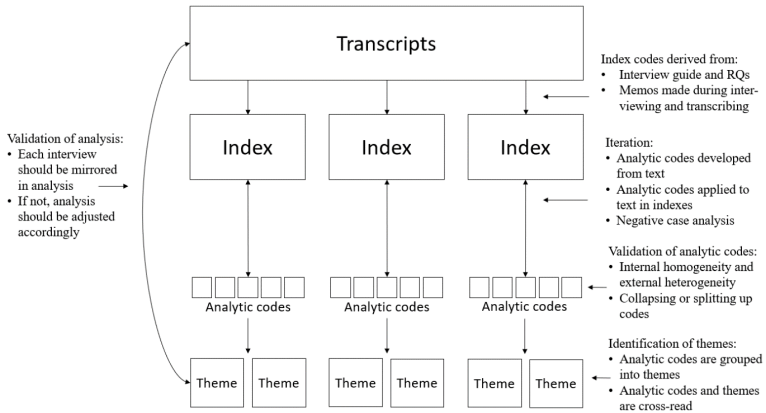 Transcripts
Index codes derived from:
• Interview guide and RQs
• Memos made during inter-
viewing and transcribing
Index
Index
Index
Validation of analysis:
• Each interview
should be mirrored
in analysis
• If not, analysis
should be adjusted
accordingly
Iteration:
• Analytic codes developed
from text
• Analytic codes applied to
text in indexes
• Negative case analysis
Validation of analytic codes:
• Internal homogeneity and
external heterogeneity
• Collapsing or splitting up
codes
Analytic codes
Analytic codes
Analytic codes
Identification of themes:
• Analytic codes are grouped
into themes
• Analytic codes and themes
are cross-read
Theme
Theme
Theme
Theme
Theme
Theme